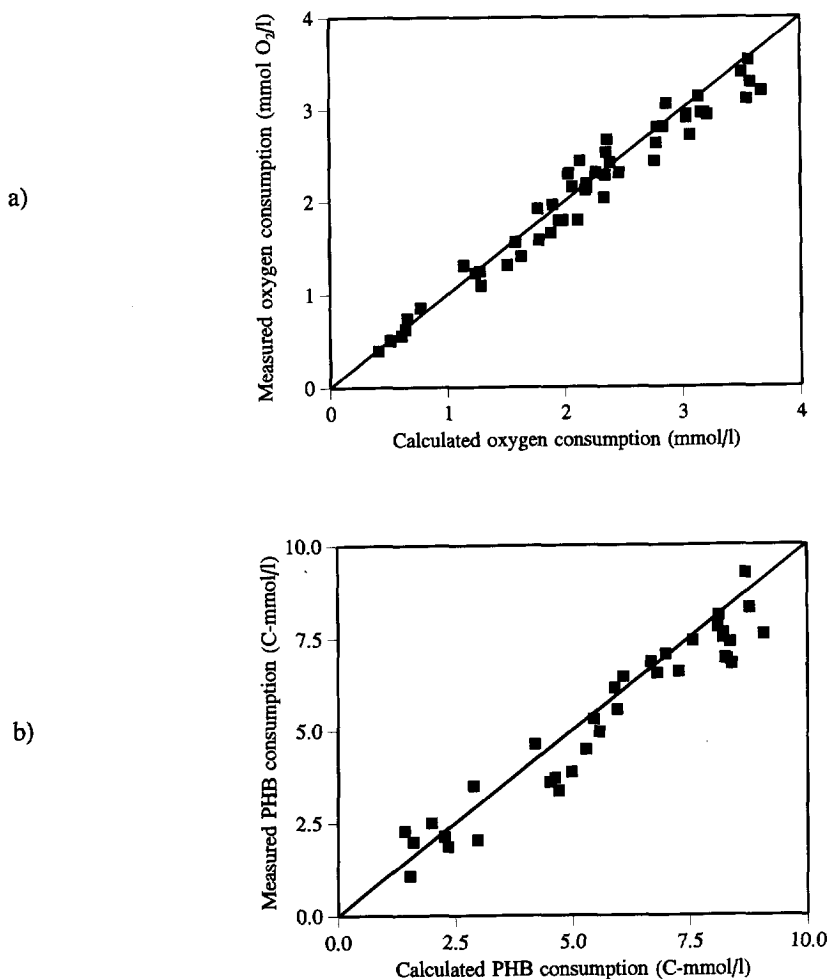 a)
Measured oxygen consumption (mmol O₂/l)
4
3
2
1
0
0 1 2 3 4
Calculated oxygen consumption (mmol/l)
b)
Measured PHB consumption (C-mmol/l)
10.0
7.5
5.0
2.5
0.0
0.0 2.5 5.0 7.5 10.0
Calculated PHB consumption (C-mmol/l)